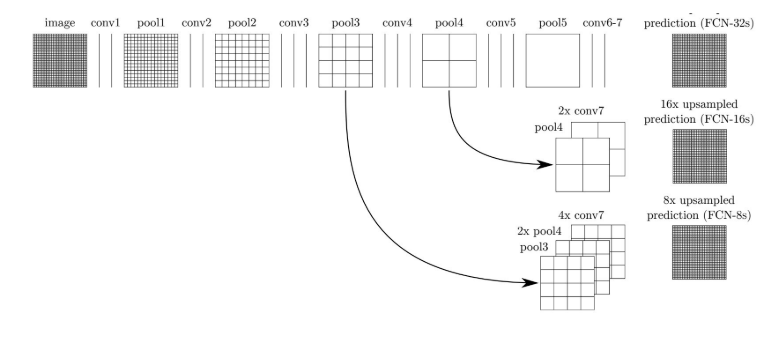 image conv1 pool1 conv2 pool2 conv3 pool3 conv4 pool4 conv5 pool5 conv6-7
prediction (FCN-32s)
2x conv7
pool4
16x upsampled
prediction (FCN-16s)
4x conv7
2x pool4
pool3
8x upsampled
prediction (FCN-8s)